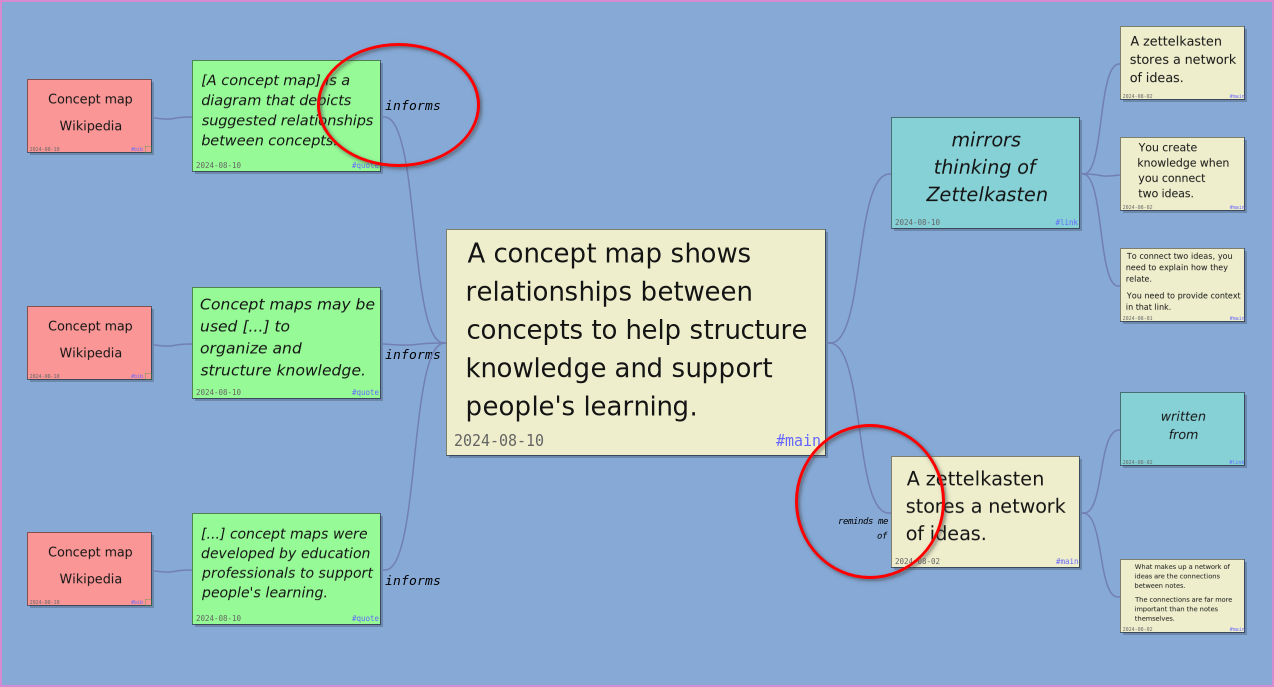 Concept map
Wikipedia
2024-08-10
[A concept map] is a
diagram that depicts
suggested relationships
between concepts.
2024-08-10 #quote
informs
Concept map
Wikipedia
2024-08-10
Concept maps may be
used [...] to
organize and
structure knowledge.
2024-08-10 #quote
informs
Concept map
Wikipedia
2024-08-10
[...] concept maps were
developed by education
professionals to support
people's learning.
2024-08-10 #quote
informs
A concept map shows
relationships between
concepts to help structure
knowledge and support
people's learning.
2024-08-10 #main
mirrors
thinking of
Zettelkasten
2024-08-10 #link
A zettelkasten
stores a network
of ideas.
2024-08-02 #main
You create
knowledge when
you connect
two ideas.
2024-08-02 #main
To connect two ideas, you
need to explain how they
relate.
You need to provide context
in that link.
2024-08-01 #main
reminds me
of
A zettelkasten
stores a network
of ideas.
2024-08-02 #main
written
from
2024-08-02 #link
What makes up a network of
ideas are the connections
between notes.
The connections are far more
important than the notes
themselves.
2024-08-02 #main